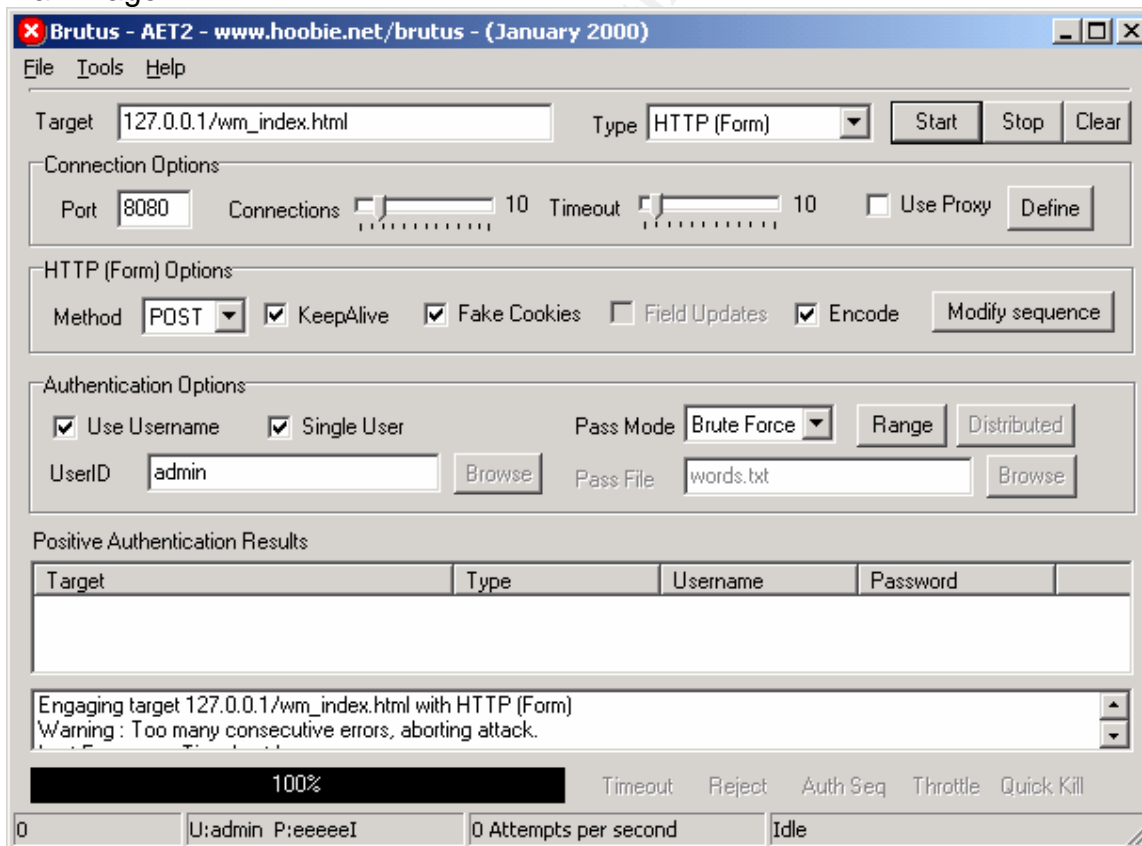 Brutus - AET2 - www.hoobie.net/brutus - (January 2000)
File Tools Help
Target 127.0.0.1/wm_index.html Type HTTP (Form) Start Stop Clear
Connection Options
Port 8080 Connections 10 Timeout 10 Use Proxy Define
HTTP (Form) Options
Method POST KeepAlive Fake Cookies Field Updates Encode Modify sequence
Authentication Options
Use Username Single User Pass Mode Brute Force Range Distributed
UserID admin Browse Pass File words.txt Browse
Positive Authentication Results
Target Type Username Password
Engaging target 127.0.0.1/wm_index.html with HTTP (Form)
Warning : Too many consecutive errors, aborting attack.
100% Timeout Reject Auth Seq Throttle Quick Kill
0 U:admin P:eeeeeI 0 Attempts per second Idle